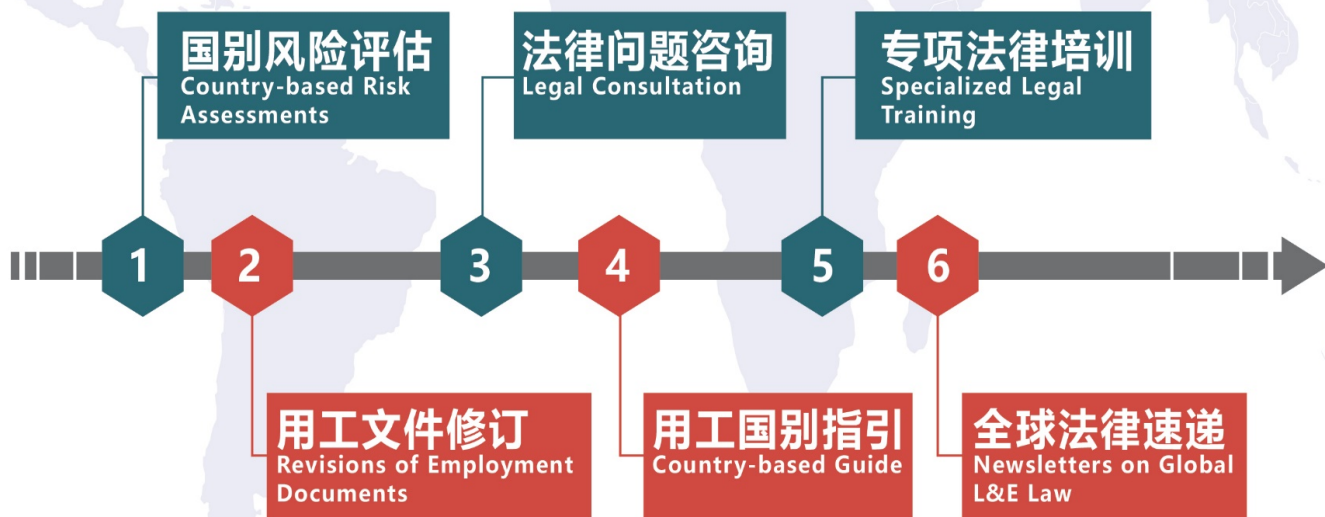 国别风险评估
Country-based Risk
Assessments
法律问题咨询
Legal Consultation
专项法律培训
Specialized Legal
Training
1
2
3
4
5
6
用工文件修订
Revisions of Employment
Documents
用工国别指引
Country-based Guide
全球法律速递
Newsletters on Global
L&E Law